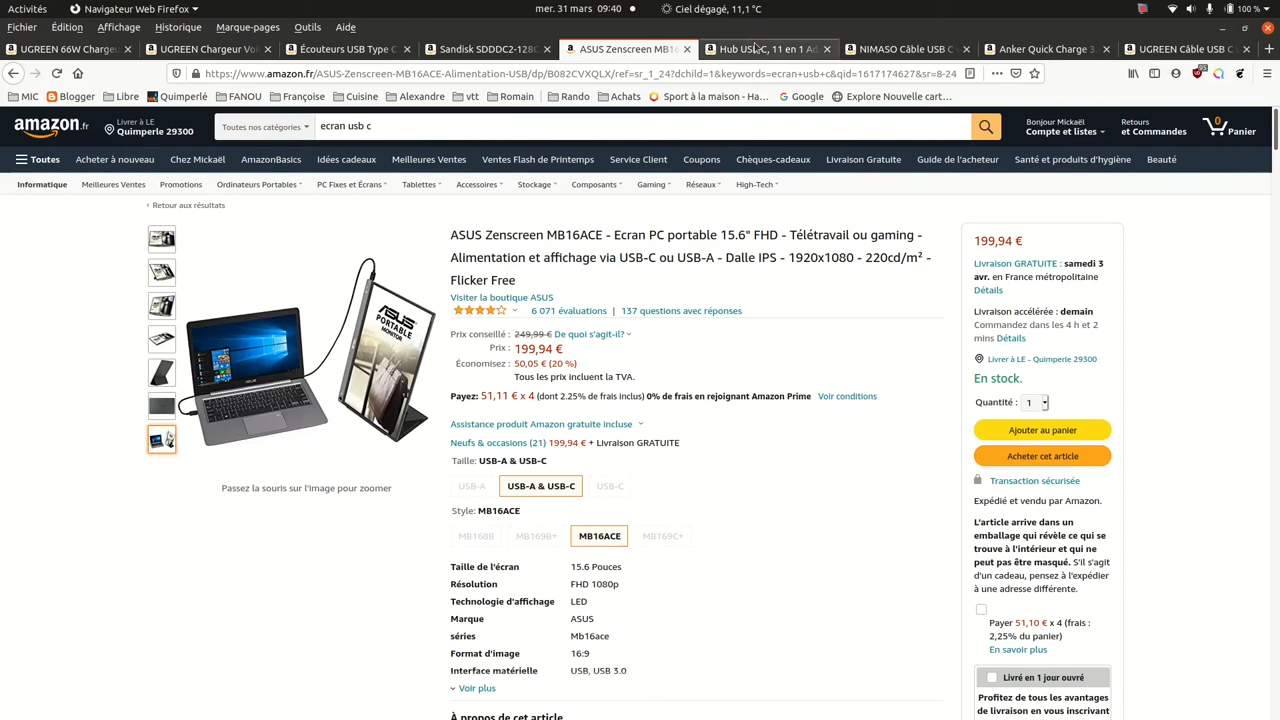 Activités
Navigateur Web Firefox
mer. 31 mars 09:40
Ciel dégagé, 11,1 °C
100 %
Fichier Édition Affichage Historique Marque-pages Outils Aide
UGREEN 66W Chargeu
UGREEN Chargeur Vol
Écouteurs USB Type C
Sandisk SDDDC2-128G
ASUS Zenscreen MB16
Hub USB C, 11 en 1 Ad
NIMASO Câble USB C
Anker Quick Charge 3
UGREEN Câble USB C
https://www.amazon.fr/ASUS-Zenscreen-MB16ACE-Alimentation-USB/dp/B082CVXQLX/ref=sr_1_24?dchild=1&keywords=ecran+usb+c&qid=1617174627&sr=8-24
MIC Blogger Libre Quimperlé FANOU Françoise Cuisine Alexandre vtt Romain Rando Achats Sport à la maison - Ha… Google Explore Nouvelle cart…
amazon.fr
Livrer à LE
Quimperle 29300
Toutes nos catégories
ecran usb c
Bonjour Mickaël
Compte et listes
Retours
et Commandes
0
Panier
Toutes Acheter à nouveau Chez Mickaël AmazonBasics Idées cadeaux Meilleures Ventes Ventes Flash de Printemps Service Client Coupons Chèques-cadeaux Livraison Gratuite Guide de l'acheteur Santé et produits d'hygiène Beauté
Informatique Meilleures Ventes Promotions Ordinateurs Portables PC Fixes et Écrans Tablettes Accessoires Stockage Composants Gaming Réseaux High-Tech
‹ Retour aux résultats
ASUS
PORTABLE
MONITOR
Passez la souris sur l'image pour zoomer
ASUS Zenscreen MB16ACE - Ecran PC portable 15.6" FHD - Télétravail ou gaming -
Alimentation et affichage via USB-C ou USB-A - Dalle IPS - 1920x1080 - 220cd/m² -
Flicker Free
Visiter la boutique ASUS
6 071 évaluations | 137 questions avec réponses
Prix conseillé : 249,99 € De quoi s'agit-il?
Prix : 199,94 €
Économisez : 50,05 € (20 %)
Tous les prix incluent la TVA.
Payez: 51,11 € x 4 (dont 2.25% de frais inclus) 0% de frais en rejoignant Amazon Prime Voir conditions
Assistance produit Amazon gratuite incluse
Neufs & occasions (21) 199,94 € + Livraison GRATUITE
Taille: USB-A & USB-C
USB-A USB-A & USB-C USB-C
Style: MB16ACE
MB168B MB169B+ MB16ACE MB169C+
Taille de l'écran 15.6 Pouces
Résolution FHD 1080p
Technologie d'affichage LED
Marque ASUS
séries Mb16ace
Format d'image 16:9
Interface matérielle USB, USB 3.0
Voir plus
À propos de cet article
199,94 €
Livraison GRATUITE : samedi 3
avr. en France métropolitaine
Détails
Livraison accélérée : demain
Commandez dans les 4 h et 2
mins Détails
Livrer à LE - Quimperle 29300
En stock.
Quantité : 1
Ajouter au panier
Acheter cet article
Transaction sécurisée
Expédié et vendu par Amazon.
L'article arrive dans un
emballage qui révèle ce qui se
trouve à l'intérieur et qui ne
peut pas être masqué. S'il s'agit
d'un cadeau, pensez à l'expédier
à une adresse différente.
Payer 51,10 € x 4 (frais :
2,25% du panier)
En savoir plus
Livré en 1 jour ouvré
Profitez de tous les avantages
de livraison en vous inscrivant